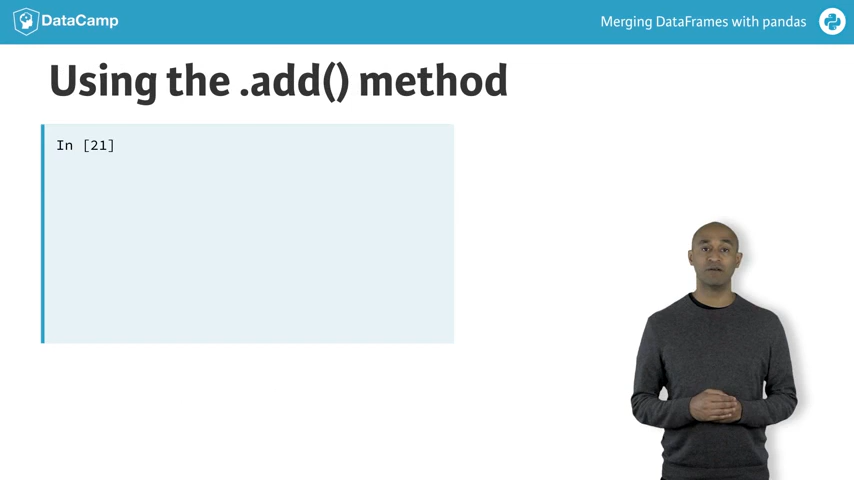 DataCamp
Merging DataFrames with pandas
Using the .add() method
In [21]